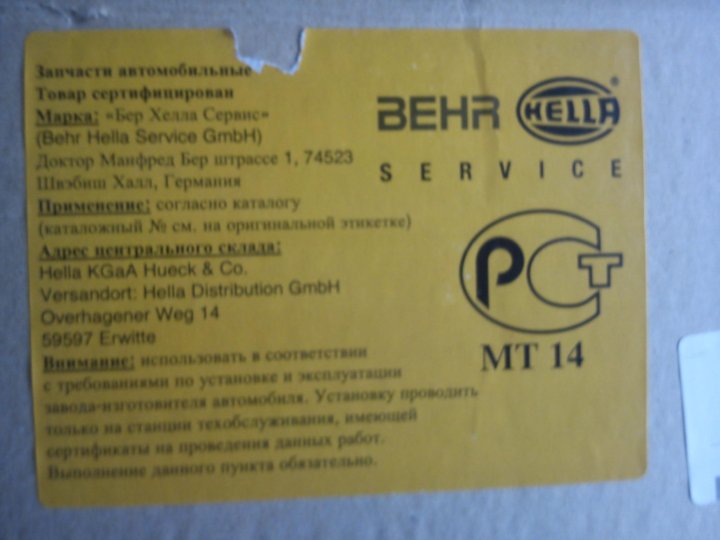 Запчасти автомобильные
Товар сертифицирован
Марка: «Бер Хелла Сервис»
(Behr Hella Service GmbH)
Доктор Манфред Бер штрассе 1, 74523
Швэбиш Халл, Германия
Применение: согласно каталогу
(каталожный № см. на оригинальной этикетке)
Адрес центрального склада:
Hella KGaA Hueck & Co.
Versandort: Hella Distribution GmbH
Overhagener Weg 14
59597 Erwitte
Внимание: использовать в соответствии
с требованиями по установке и эксплуатации
завода-изготовителя автомобиля. Установку проводить
только на станции техобслуживания, имеющей
сертификаты на проведения данных работ.
Выполнение данного пункта обязательно.
BEHR HELLA®
SERVICE
РСТ
МТ 14